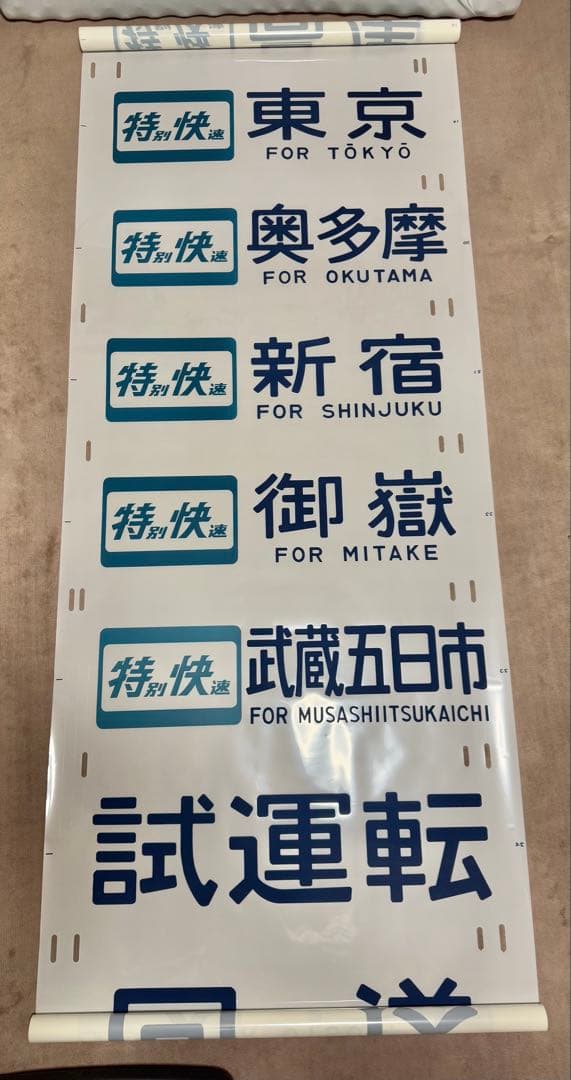 特別快速 東京
FOR TŌKYŌ
特別快速 奥多摩
FOR OKUTAMA
特別快速 新宿
FOR SHINJUKU
特別快速 御嶽
FOR MITAKE
特別快速 武蔵五日市
FOR MUSASHIITSUKAICHI
試運転